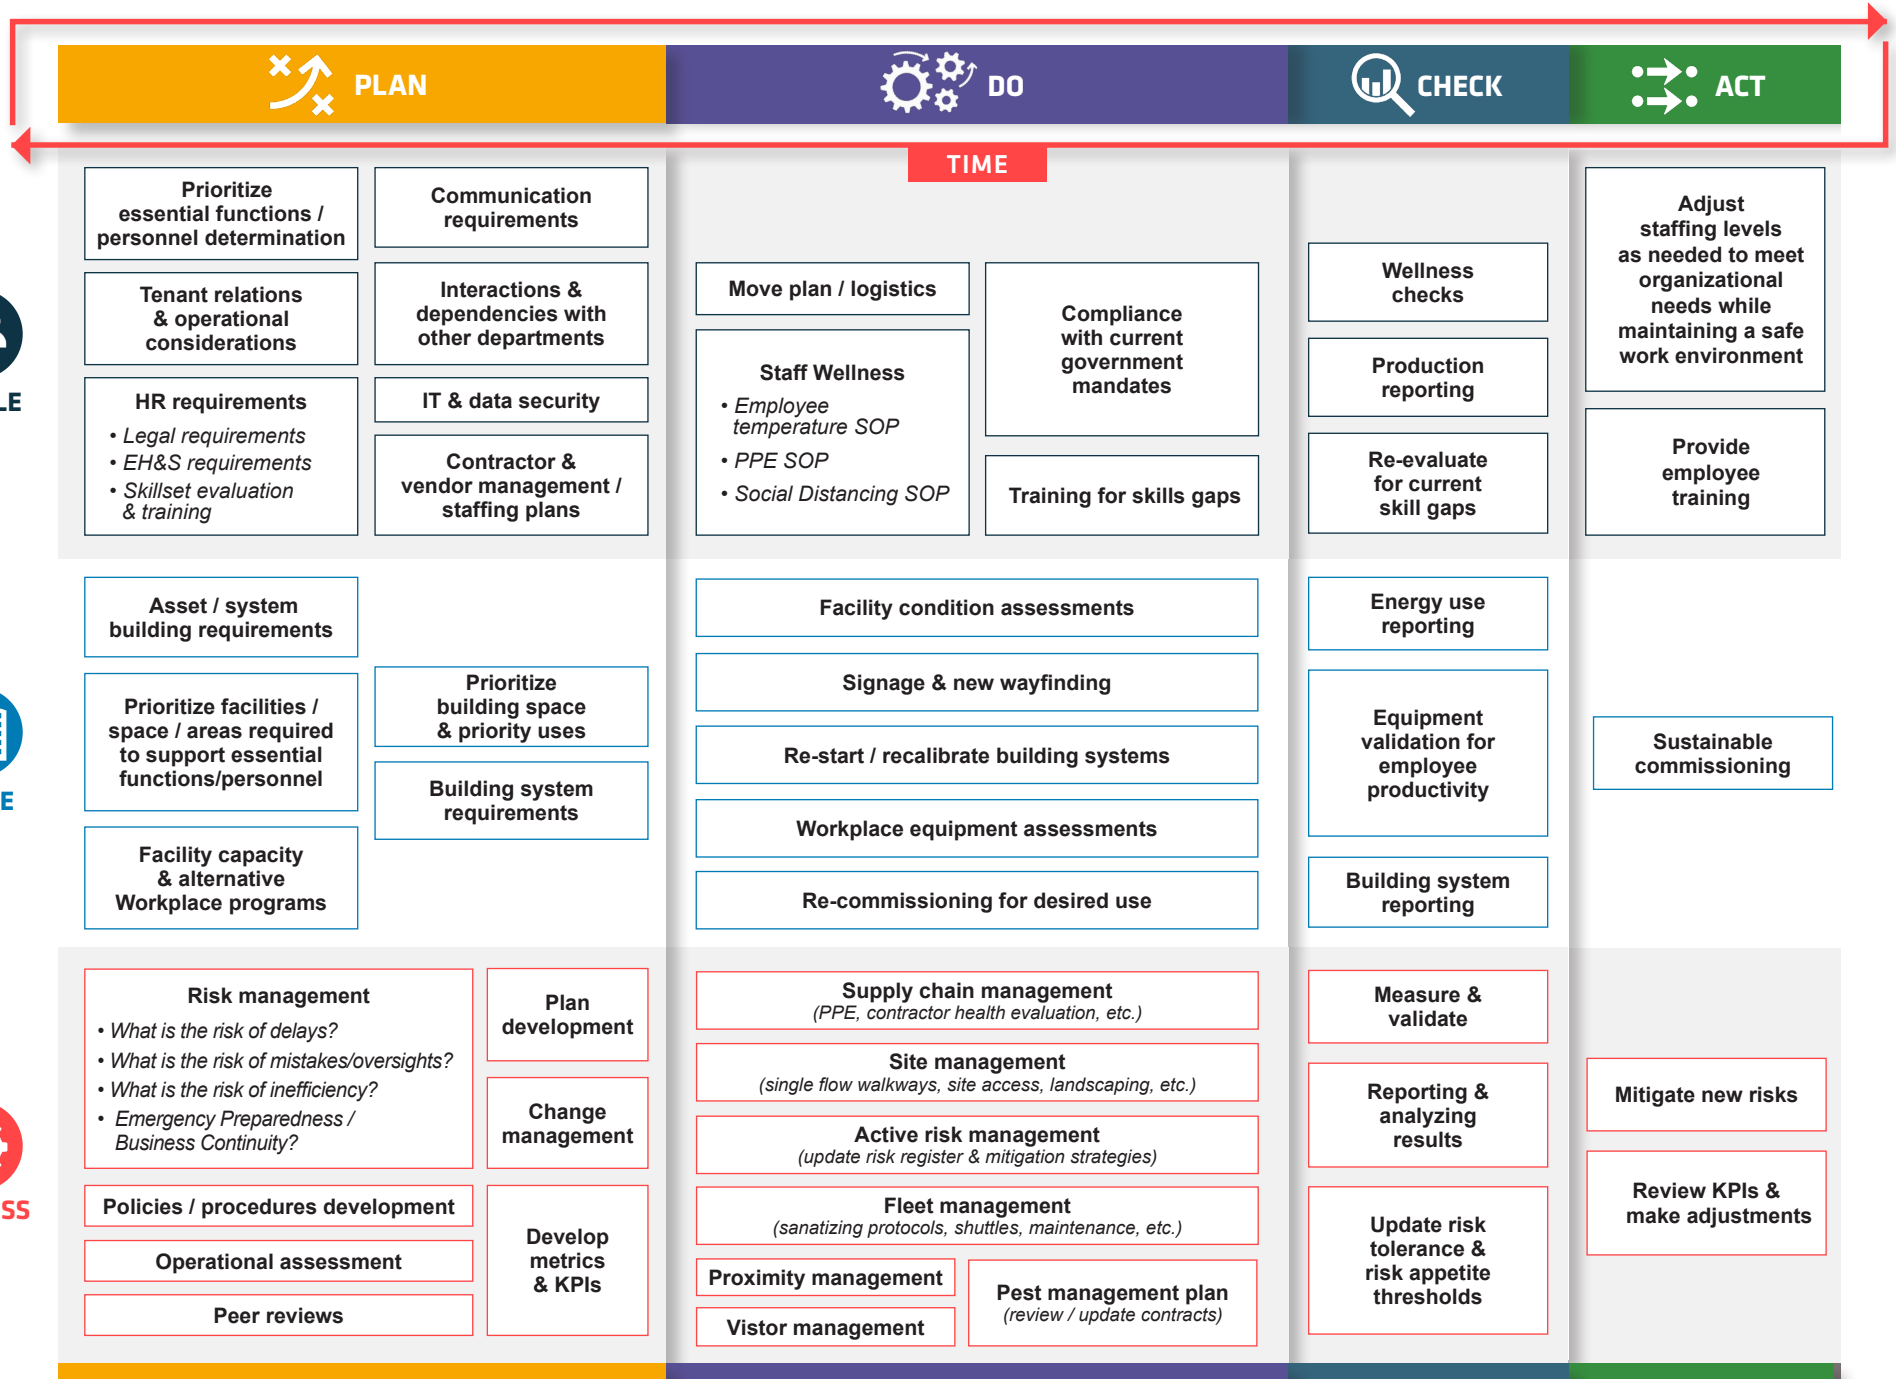 PLAN
DO
CHECK
ACT
TIME
Prioritize
essential functions /
personnel determination
Tenant relations
& operational
considerations
HR requirements
• Legal requirements
• EH&S requirements
• Skillset evaluation
& training
Communication
requirements
Interactions &
dependencies with
other departments
IT & data security
Contractor &
vendor management /
staffing plans
Move plan / logistics
Staff Wellness
• Employee
temperature SOP
• PPE SOP
• Social Distancing SOP
Compliance
with current
government
mandates
Training for skills gaps
Wellness
checks
Production
reporting
Re-evaluate
for current
skill gaps
Adjust
staffing levels
as needed to meet
organizational
needs while
maintaining a safe
work environment
Provide
employee
training
LE
Asset / system
building requirements
Prioritize facilities /
space / areas required
to support essential
functions/personnel
Facility capacity
& alternative
Workplace programs
Prioritize
building space
& priority uses
Building system
requirements
Facility condition assessments
Signage & new wayfinding
Re-start / recalibrate building systems
Workplace equipment assessments
Re-commissioning for desired use
Energy use
reporting
Equipment
validation for
employee
productivity
Building system
reporting
Sustainable
commissioning
E
Risk management
• What is the risk of delays?
• What is the risk of mistakes/oversights?
• What is the risk of inefficiency?
• Emergency Preparedness /
Business Continuity?
Policies / procedures development
Operational assessment
Peer reviews
Plan
development
Change
management
Develop
metrics
& KPIs
Supply chain management
(PPE, contractor health evaluation, etc.)
Site management
(single flow walkways, site access, landscaping, etc.)
Active risk management
(update risk register & mitigation strategies)
Fleet management
(sanatizing protocols, shuttles, maintenance, etc.)
Proximity management
Vistor management
Pest management plan
(review / update contracts)
Measure &
validate
Reporting &
analyzing
results
Update risk
tolerance &
risk appetite
thresholds
Mitigate new risks
Review KPIs &
make adjustments
SS